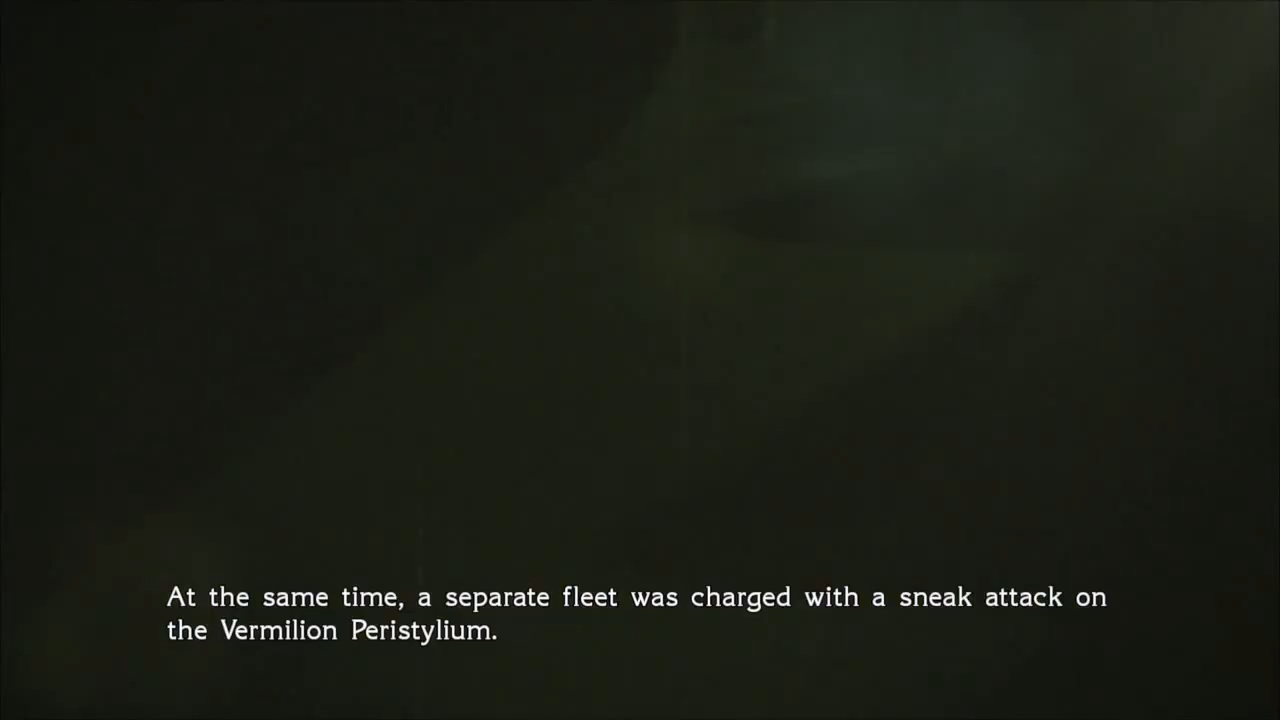 At the same time, a separate fleet was charged with a sneak attack on
the Vermilion Peristylium.